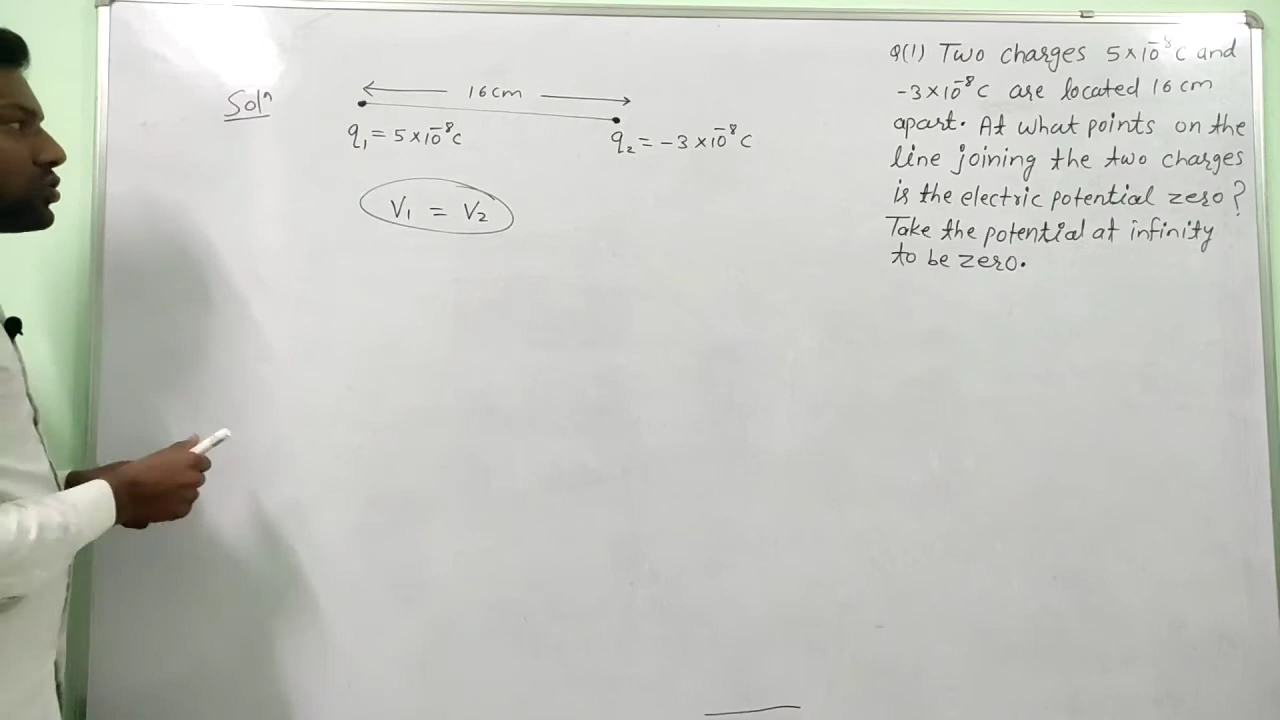 Solⁿ
16cm
q₁ = 5×10⁻⁸C
q₂ = -3×10⁻⁸C
V₁ = V₂
Q(1) Two charges 5×10⁻⁸C and
-3×10⁻⁸C are located 16cm
apart. At what points on the
line joining the two charges
is the electric potential zero?
Take the potential at infinity
to be zero.